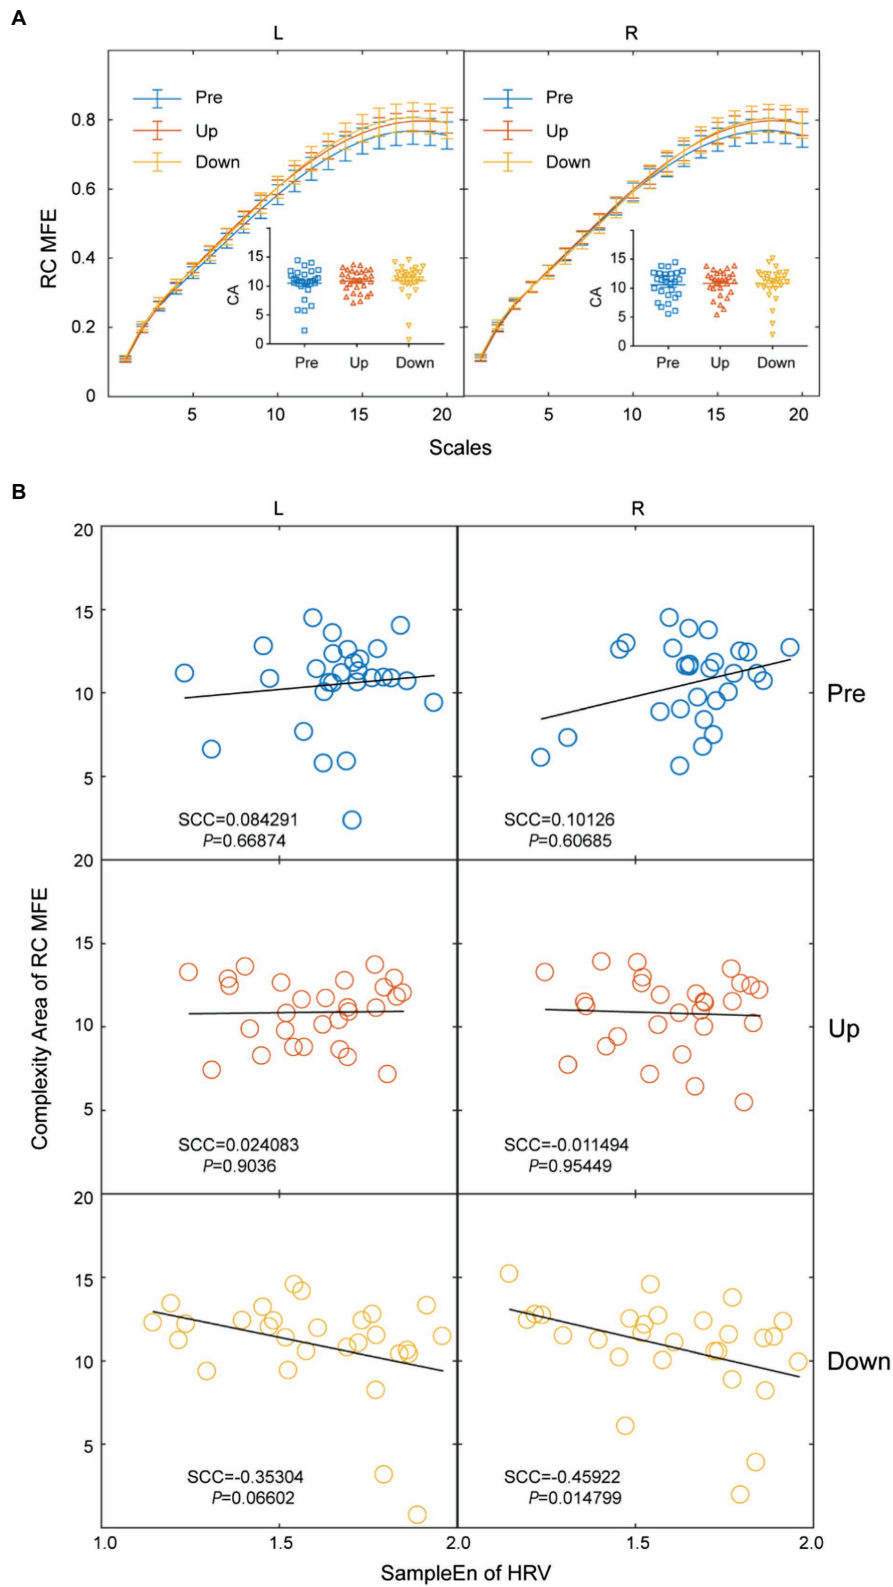 A
L
R
RC MFE
0.8
0.6
0.4
0.2
0
Pre
Up
Down
Pre
Up
Down
CA
15
10
5
0
Pre
Up
Down
CA
15
10
5
0
Pre
Up
Down
5
10
15
20
5
10
15
20
Scales
B
L
R
Complexity Area of RC MFE
20
15
10
5
SCC=0.084291
P=0.66874
SCC=0.10126
P=0.60685
Pre
20
15
10
5
SCC=0.024083
P=0.9036
SCC=-0.011494
P=0.95449
Up
20
15
10
5
SCC=-0.35304
P=0.06602
SCC=-0.45922
P=0.014799
Down
1.0
1.5
2.0
1.5
2.0
SampleEn of HRV